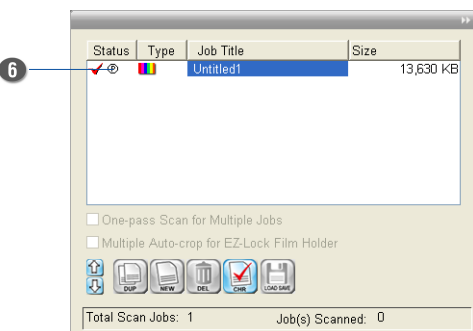 Status Type Job Title Size
6
Ⓟ Untitled1 13,630 KB
One-pass Scan for Multiple Jobs
Multiple Auto-crop for EZ-Lock Film Holder
DUP NEW DEL CHR LOAD SAVE
Total Scan Jobs: 1 Job(s) Scanned: 0